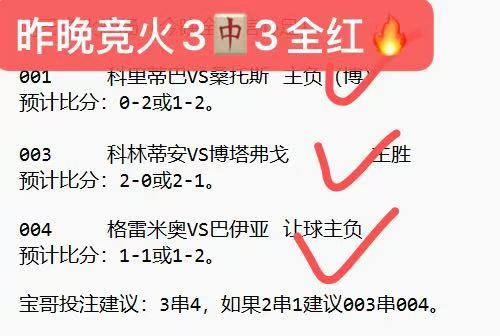 昨晚竞火3🀄3全红🔥
001 科里蒂巴VS桑托斯 主负(博)
预计比分：0-2或1-2。
003 科林蒂安VS博塔弗戈 主胜
预计比分：2-0或2-1。
004 格雷米奥VS巴伊亚 让球主负
预计比分：1-1或1-2。
宝哥投注建议：3串4，如果2串1建议003串004。